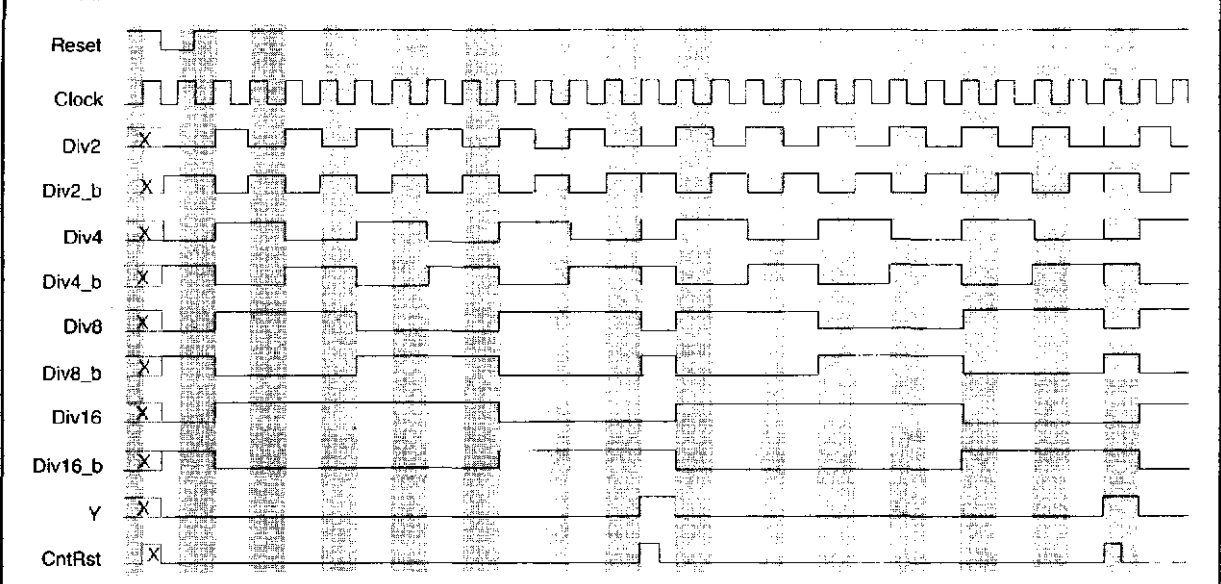 Reset
Clock
Div2
X
Div2_b
X
Div4
X
Div4_b
X
Div8
X
Div8_b
X
Div16
X
Div16_b
X
Y
X
CntRst
X